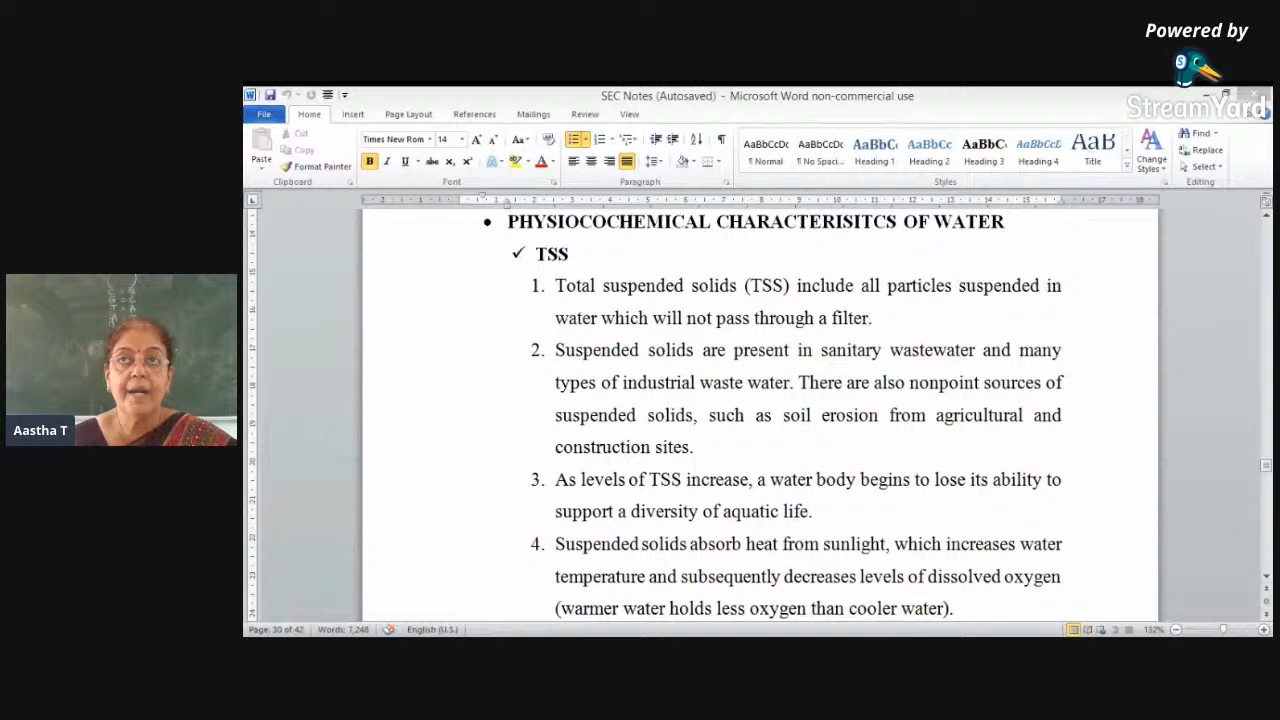 Powered by
StreamYard
SEC Notes (Autosaved) - Microsoft Word non-commercial use
File Home Insert Page Layout References Mailings Review View
Cut
Copy
Paste
Format Painter
Times New Rom 14
AaBbCcDc AaBbCcDc AaBbC AaBbCc AaBbCc AaBbCcD AaB
¶ Normal ¶ No Spaci... Heading 1 Heading 2 Heading 3 Heading 4 Title
Change
Styles
Find
Replace
Select
Clipboard Font Paragraph Styles Editing
• PHYSIOCOCHEMICAL CHARACTERISITCS OF WATER
✓ TSS
1. Total suspended solids (TSS) include all particles suspended in
water which will not pass through a filter.
2. Suspended solids are present in sanitary wastewater and many
types of industrial waste water. There are also nonpoint sources of
suspended solids, such as soil erosion from agricultural and
construction sites.
3. As levels of TSS increase, a water body begins to lose its ability to
support a diversity of aquatic life.
4. Suspended solids absorb heat from sunlight, which increases water
temperature and subsequently decreases levels of dissolved oxygen
(warmer water holds less oxygen than cooler water).
Aastha T
Page: 30 of 42 Words: 7,248 English (U.S.) 132%